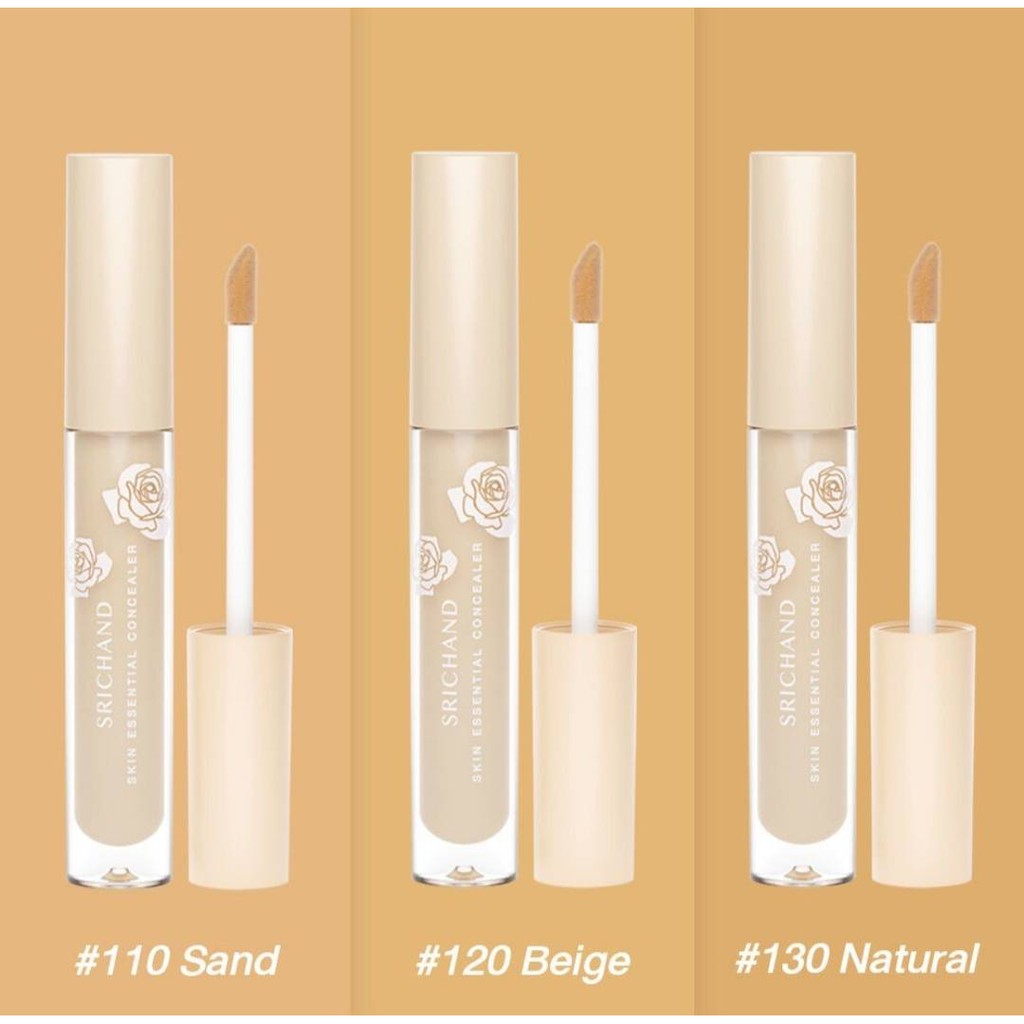 SRICHAND
SKIN ESSENTIAL CONCEALER
#110 Sand
SRICHAND
SKIN ESSENTIAL CONCEALER
#120 Beige
SRICHAND
SKIN ESSENTIAL CONCEALER
#130 Natural